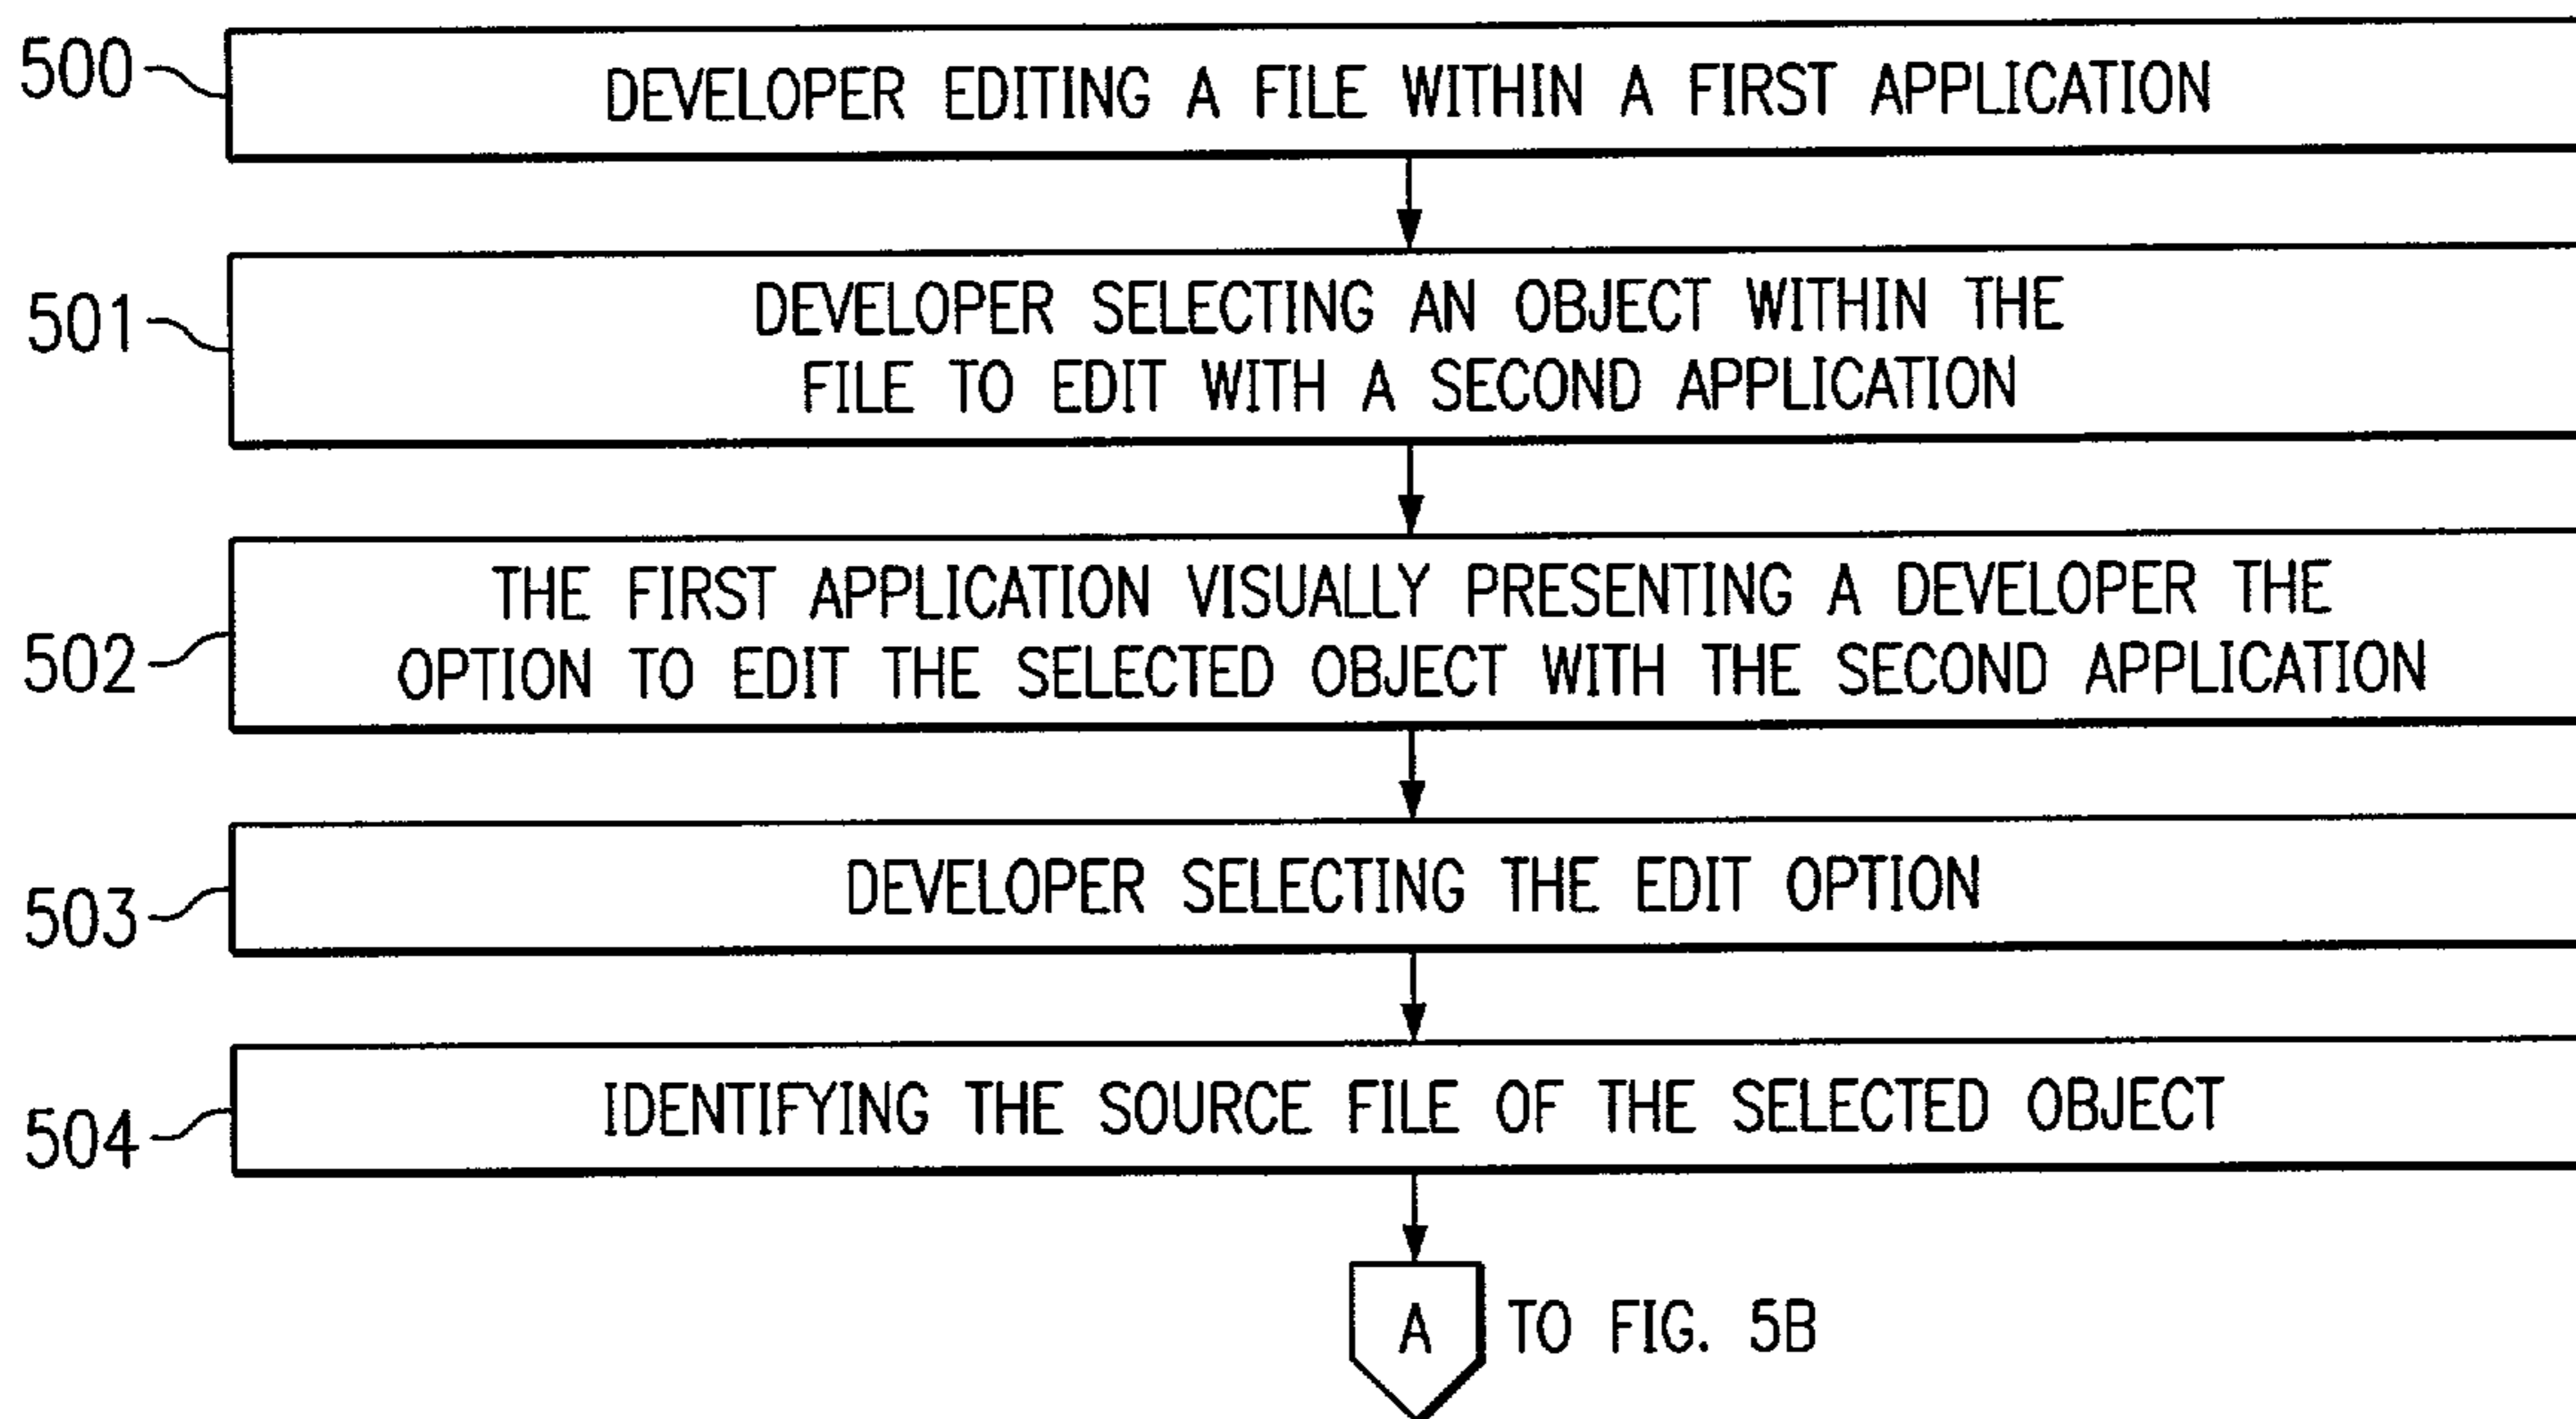 500
DEVELOPER EDITING A FILE WITHIN A FIRST APPLICATION
501
DEVELOPER SELECTING AN OBJECT WITHIN THE
FILE TO EDIT WITH A SECOND APPLICATION
502
THE FIRST APPLICATION VISUALLY PRESENTING A DEVELOPER THE
OPTION TO EDIT THE SELECTED OBJECT WITH THE SECOND APPLICATION
503
DEVELOPER SELECTING THE EDIT OPTION
504
IDENTIFYING THE SOURCE FILE OF THE SELECTED OBJECT
A TO FIG. 5B